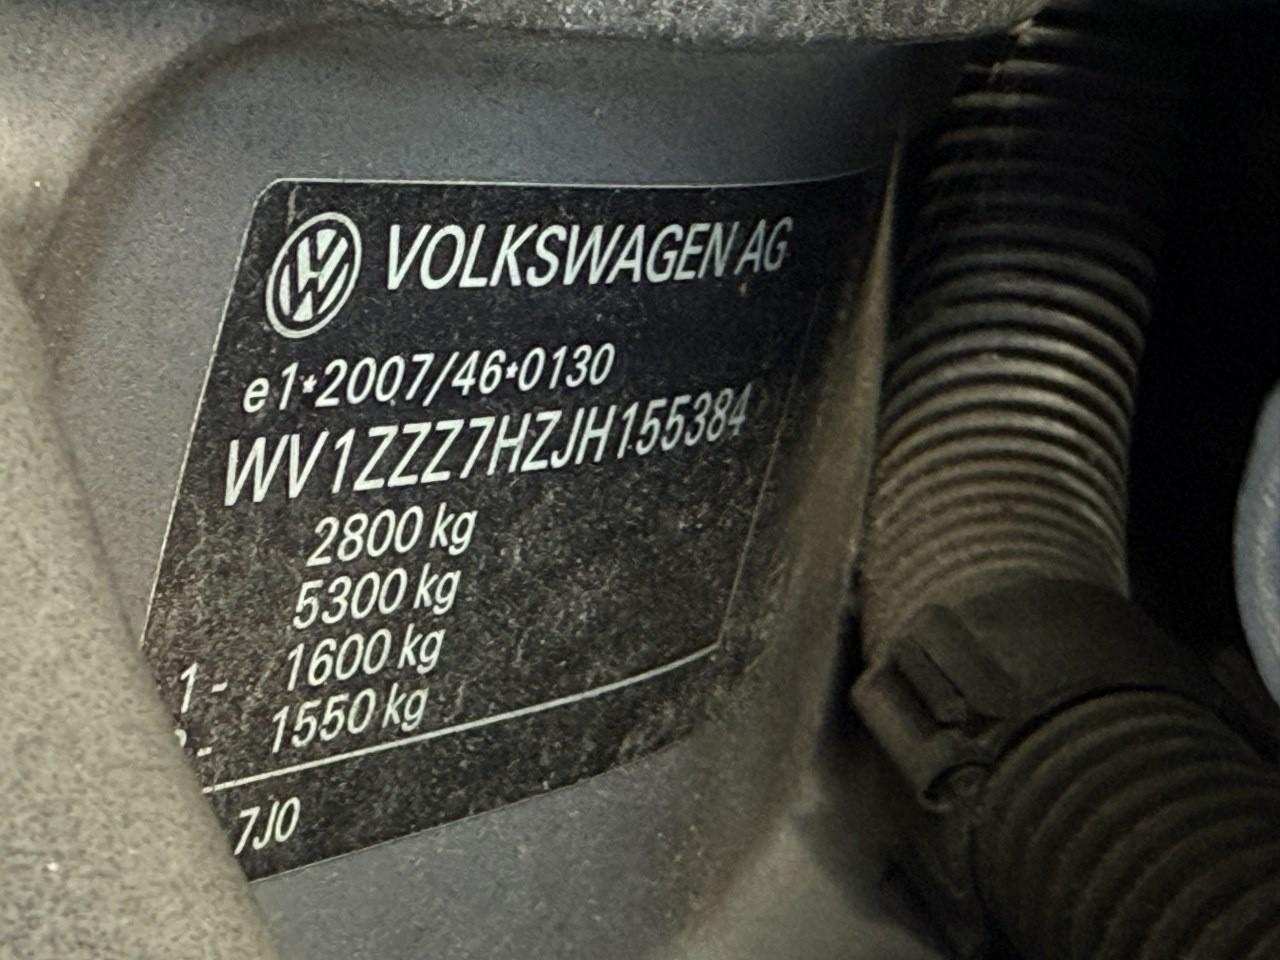 VOLKSWAGEN AG
e1*2007/46*0130
WV1ZZZ7HZJH155384
2800 kg
5300 kg
1- 1600 kg
- 1550 kg
7J0